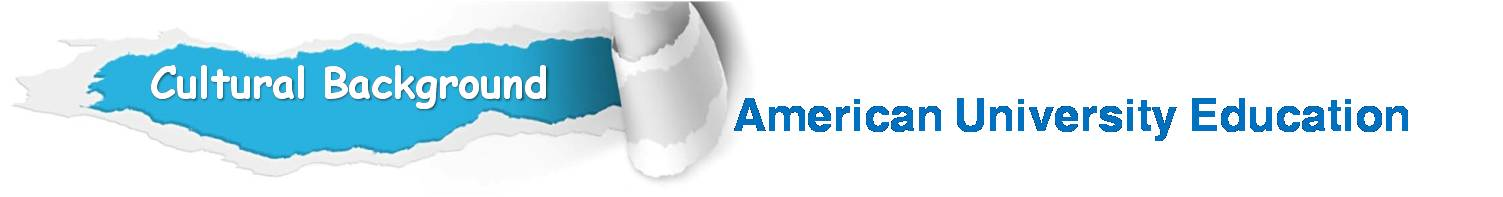 Cultural Background
American University Education